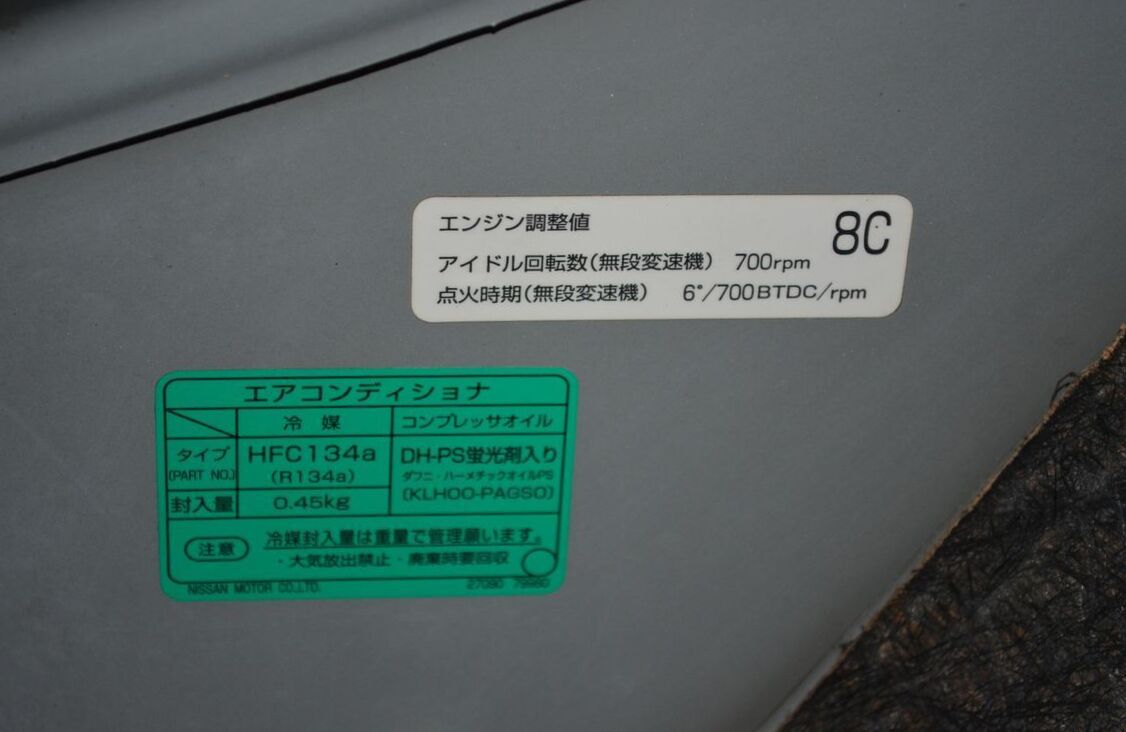 エンジン調整値
8C
アイドル回転数(無段変速機) 700rpm
点火時期(無段変速機) 6°/700BTDC/rpm
エアコンディショナ
冷媒 コンプレッサオイル
タイプ HFC134a DH-PS蛍光剤入り
(PART NO.) (R134a) ダフニ・ハーメチックオイルPS
(KLH00-PAGS0)
封入量 0.45kg
注意 冷媒封入量は重量で管理願います。
・大気放出禁止・廃棄時要回収
NISSAN MOTOR CO.,LTD. 27090